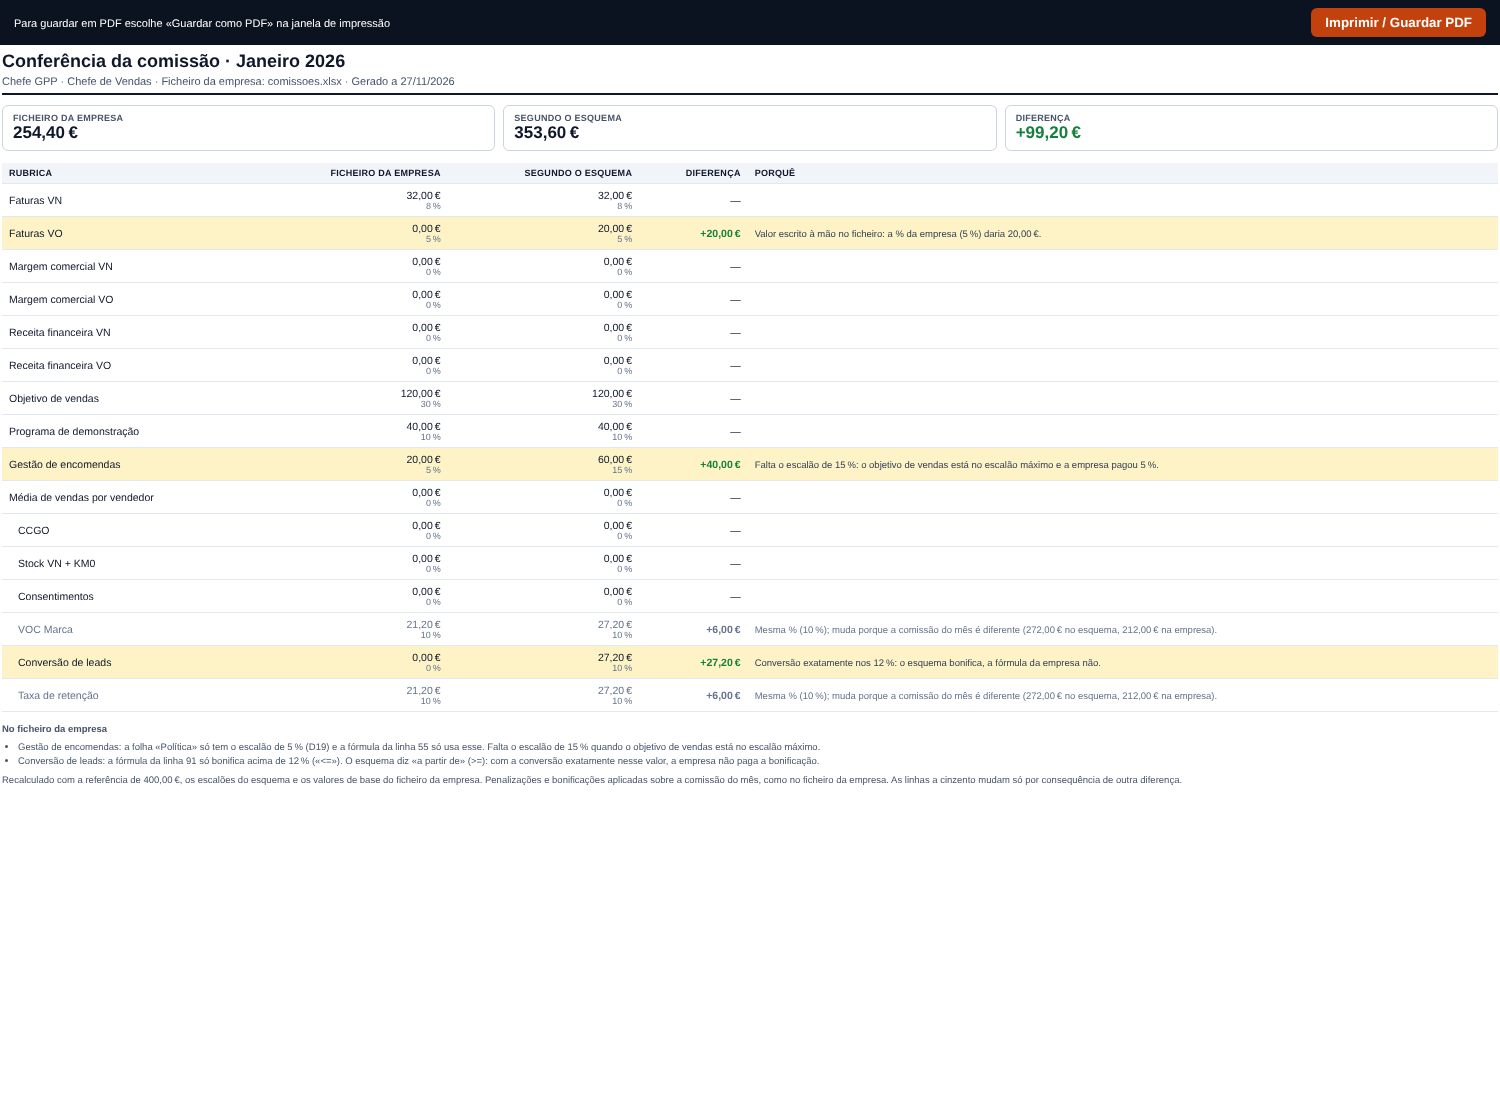 Para guardar em PDF escolhe «Guardar como PDF» na janela de impressão
Imprimir / Guardar PDF
Conferência da comissão · Janeiro 2026
Chefe GPP · Chefe de Vendas · Ficheiro da empresa: comissoes.xlsx · Gerado a 27/11/2026
FICHEIRO DA EMPRESA
254,40 €
SEGUNDO O ESQUEMA
353,60 €
DIFERENÇA
+99,20 €
RUBRICA FICHEIRO DA EMPRESA SEGUNDO O ESQUEMA DIFERENÇA PORQUÊ
Faturas VN 32,00 € 32,00 € —
8 % 8 %
Faturas VO 0,00 € 20,00 € +20,00 € Valor escrito à mão no ficheiro: a % da empresa (5 %) daria 20,00 €.
5 % 5 %
Margem comercial VN 0,00 € 0,00 € —
0 % 0 %
Margem comercial VO 0,00 € 0,00 € —
0 % 0 %
Receita financeira VN 0,00 € 0,00 € —
0 % 0 %
Receita financeira VO 0,00 € 0,00 € —
0 % 0 %
Objetivo de vendas 120,00 € 120,00 € —
30 % 30 %
Programa de demonstração 40,00 € 40,00 € —
10 % 10 %
Gestão de encomendas 20,00 € 60,00 € +40,00 € Falta o escalão de 15 %: o objetivo de vendas está no escalão máximo e a empresa pagou 5 %.
5 % 15 %
Média de vendas por vendedor 0,00 € 0,00 € —
0 % 0 %
CCGO 0,00 € 0,00 € —
0 % 0 %
Stock VN + KM0 0,00 € 0,00 € —
0 % 0 %
Consentimentos 0,00 € 0,00 € —
0 % 0 %
VOC Marca 21,20 € 27,20 € +6,00 € Mesma % (10 %); muda porque a comissão do mês é diferente (272,00 € no esquema, 212,00 € na empresa).
10 % 10 %
Conversão de leads 0,00 € 27,20 € +27,20 € Conversão exatamente nos 12 %: o esquema bonifica, a fórmula da empresa não.
0 % 10 %
Taxa de retenção 21,20 € 27,20 € +6,00 € Mesma % (10 %); muda porque a comissão do mês é diferente (272,00 € no esquema, 212,00 € na empresa).
10 % 10 %
No ficheiro da empresa
• Gestão de encomendas: a folha «Política» só tem o escalão de 5 % (D19) e a fórmula da linha 55 só usa esse. Falta o escalão de 15 % quando o objetivo de vendas está no escalão máximo.
• Conversão de leads: a fórmula da linha 91 só bonifica acima de 12 % («<=»). O esquema diz «a partir de» (>=): com a conversão exatamente nesse valor, a empresa não paga a bonificação.
Recalculado com a referência de 400,00 €, os escalões do esquema e os valores de base do ficheiro da empresa. Penalizações e bonificações aplicadas sobre a comissão do mês, como no ficheiro da empresa. As linhas a cinzento mudam só por consequência de outra diferença.